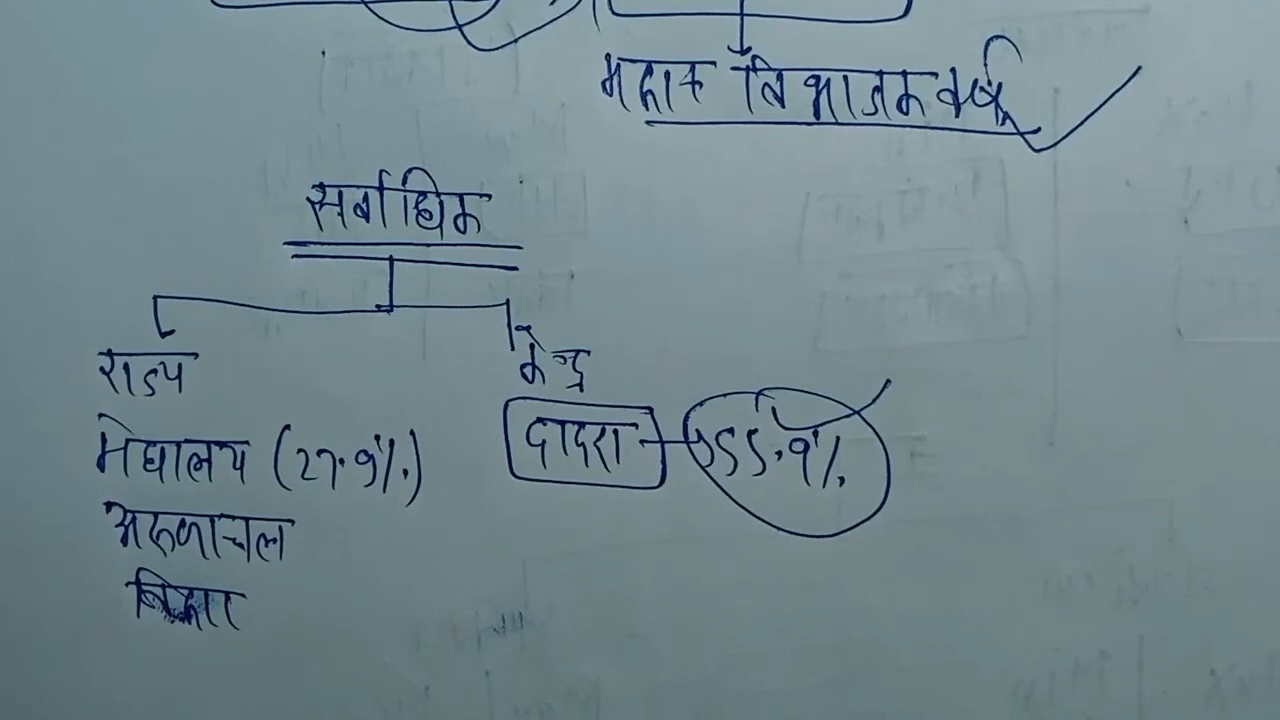 महान विभाजक वर्ष
सर्वाधिक
राज्य
केन्द्र
मेघालय (27.9%)
दादरा 55.9%
अरुणाचल
बिहार